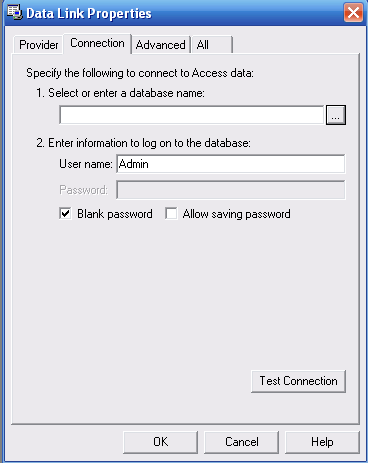 Data Link Properties
Provider Connection Advanced All
Specify the following to connect to Access data:
1. Select or enter a database name:
...
2. Enter information to log on to the database:
User name: Admin
Password:
Blank password Allow saving password
Test Connection
OK Cancel Help